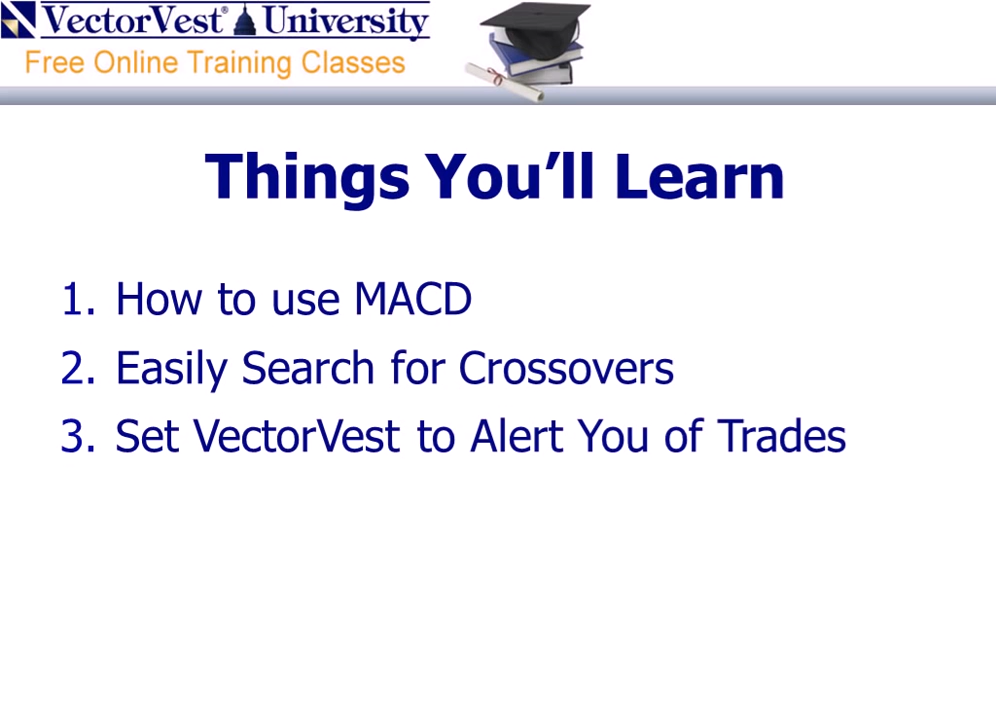 VectorVest® University
Free Online Training Classes
Things You’ll Learn
1. How to use MACD
2. Easily Search for Crossovers
3. Set VectorVest to Alert You of Trades